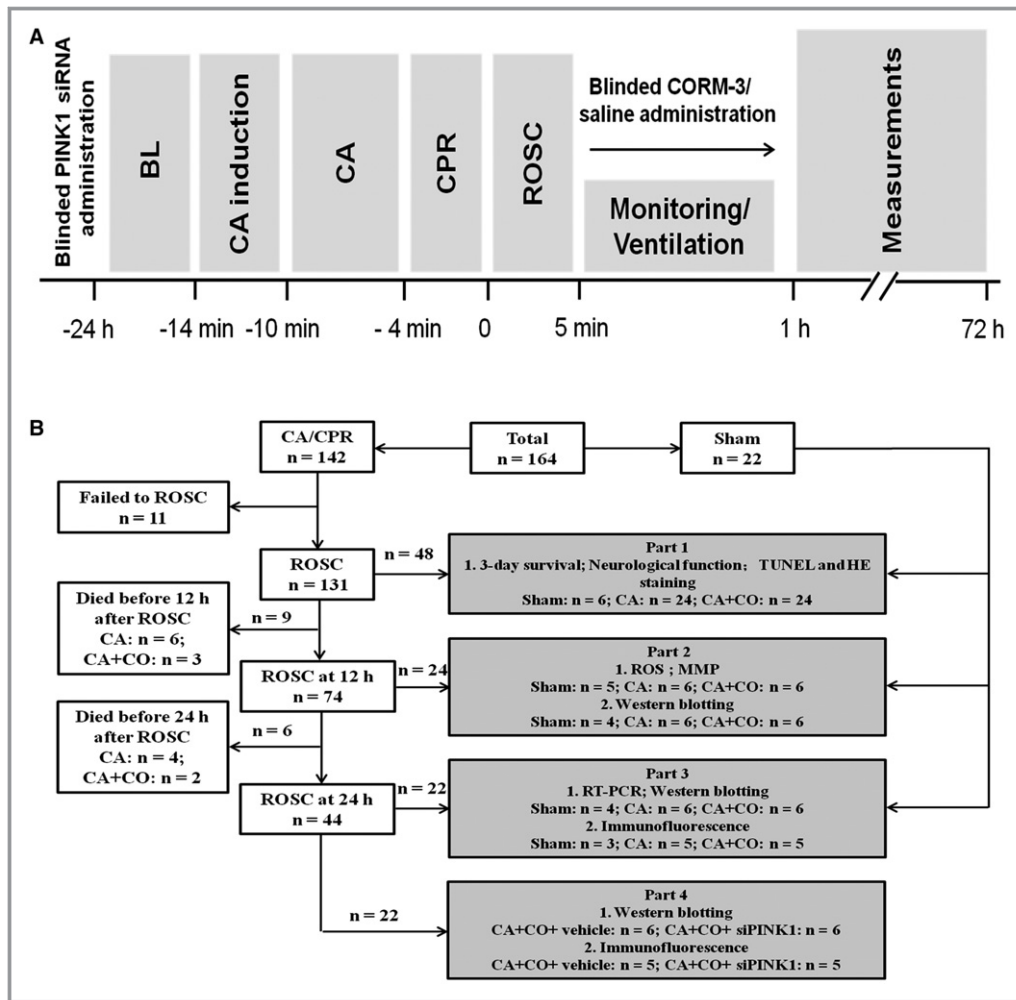 A
Blinded PINK1 siRNA
administration
BL
CA induction
CA
CPR
ROSC
Blinded CORM-3/
saline administration
Monitoring/
Ventilation
Measurements
-24 h
-14 min
-10 min
- 4 min
0
5 min
1 h
72 h
B
CA/CPR
n = 142
Total
n = 164
Sham
n = 22
Failed to ROSC
n = 11
ROSC
n = 131
n = 48
Part 1
1. 3-day survival; Neurological function; TUNEL and HE
staining
Sham: n = 6; CA: n = 24; CA+CO: n = 24
Died before 12 h
after ROSC
CA: n = 6;
CA+CO: n = 3
n = 9
ROSC at 12 h
n = 74
n = 24
Part 2
1. ROS ; MMP
Sham: n = 5; CA: n = 6; CA+CO: n = 6
2. Western blotting
Sham: n = 4; CA: n = 6; CA+CO: n = 6
Died before 24 h
after ROSC
CA: n = 4;
CA+CO: n = 2
n = 6
ROSC at 24 h
n = 44
n = 22
Part 3
1. RT-PCR; Western blotting
Sham: n = 4; CA: n = 6; CA+CO: n = 6
2. Immunofluorescence
Sham: n = 3; CA: n = 5; CA+CO: n = 5
n = 22
Part 4
1. Western blotting
CA+CO+ vehicle: n = 6; CA+CO+ siPINK1: n = 6
2. Immunofluorescence
CA+CO+ vehicle: n = 5; CA+CO+ siPINK1: n = 5